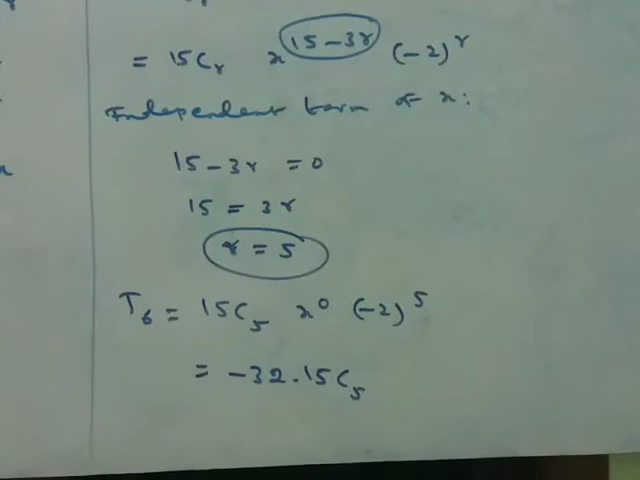 = 15Cᵣ x^15-3r (-2)^r
Independent term of x:
15-3r = 0
15 = 3r
r = 5
T₆ = 15C₅ x⁰ (-2)⁵
= -32.15C₅